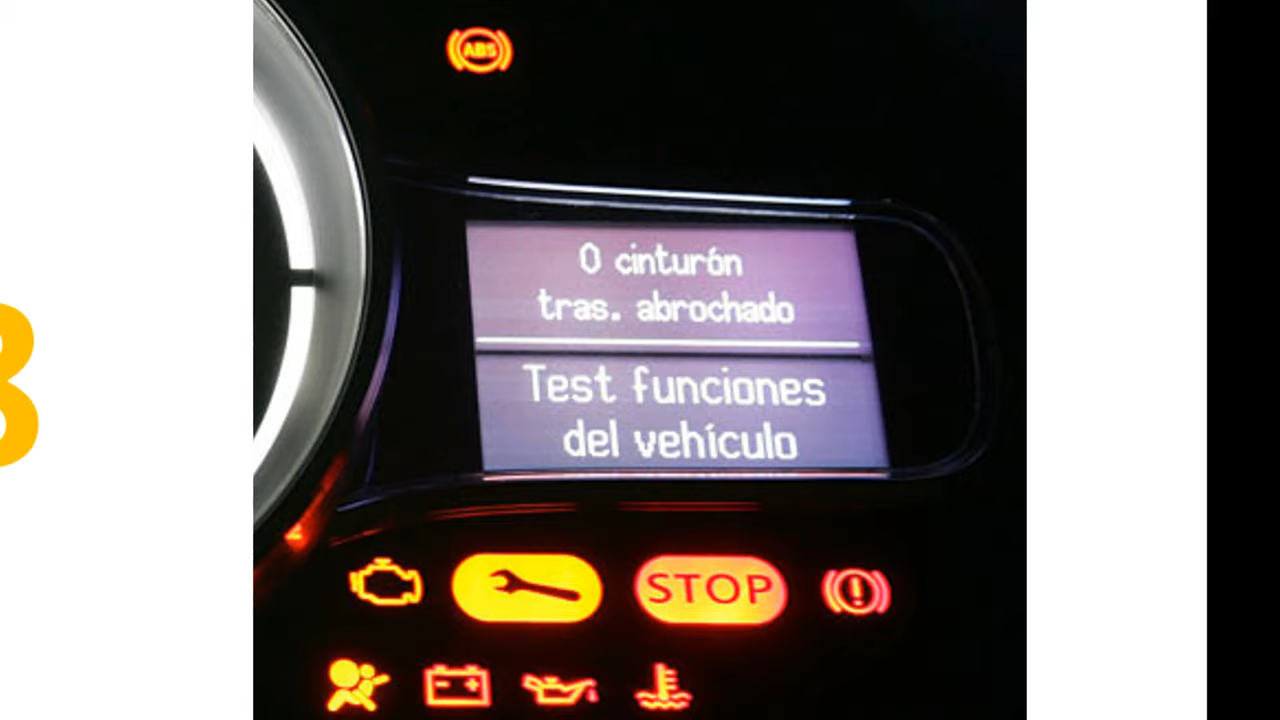 ABS
0 cinturón
tras. abrochado
Test funciones
del vehículo
STOP